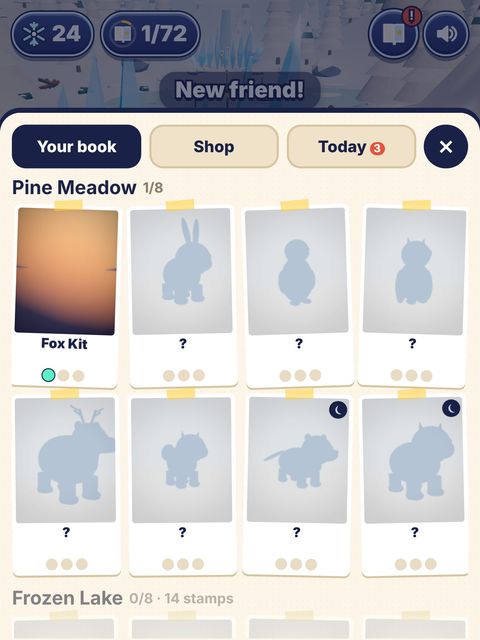 24
1/72
!
New friend!
Your book
Shop
Today 3
Pine Meadow 1/8
Fox Kit
?
?
?
?
?
?
?
Frozen Lake 0/8 · 14 stamps